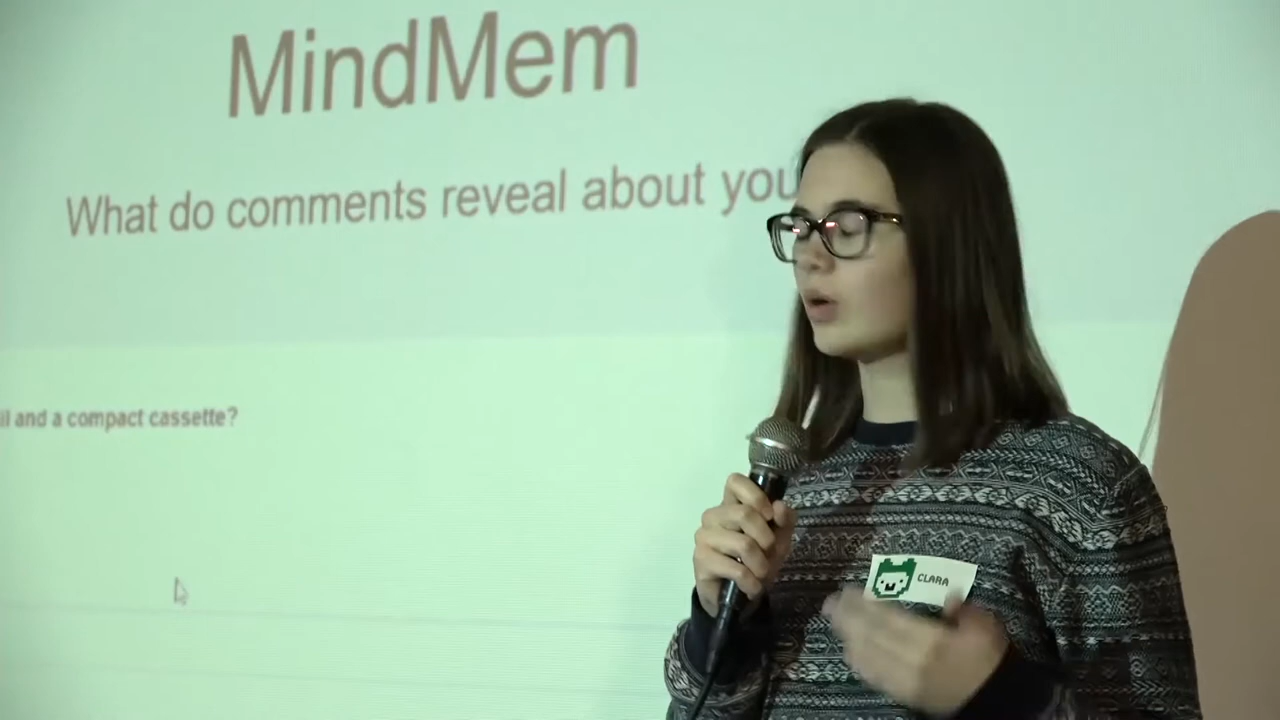 MindMem
What do comments reveal about you
il and a compact cassette?
CLARA